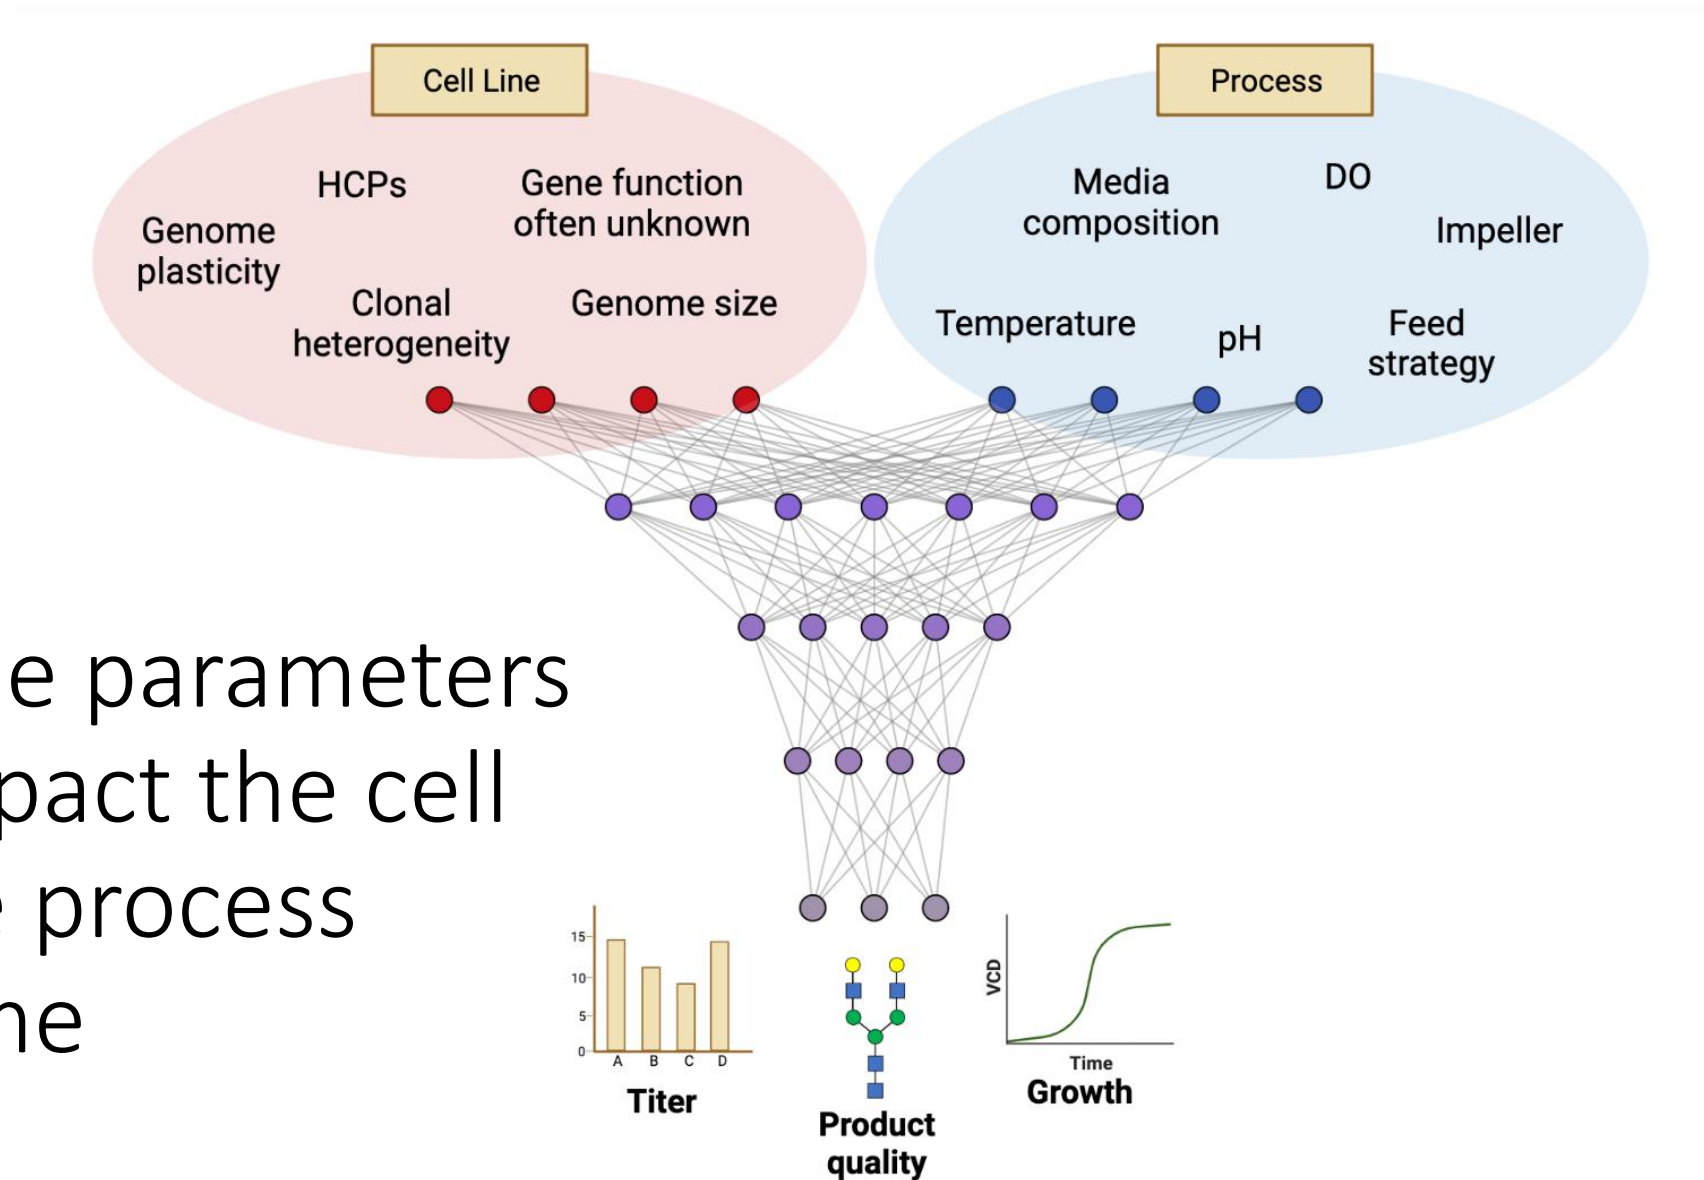 Cell Line
HCPs
Gene function
often unknown
Genome
plasticity
Clonal
heterogeneity
Genome size
Process
Media
composition
DO
Impeller
Temperature
pH
Feed
strategy
e parameters
pact the cell
process
ne
15
10
5
0
A B C D
Titer
Product
quality
VCD
Time
Growth